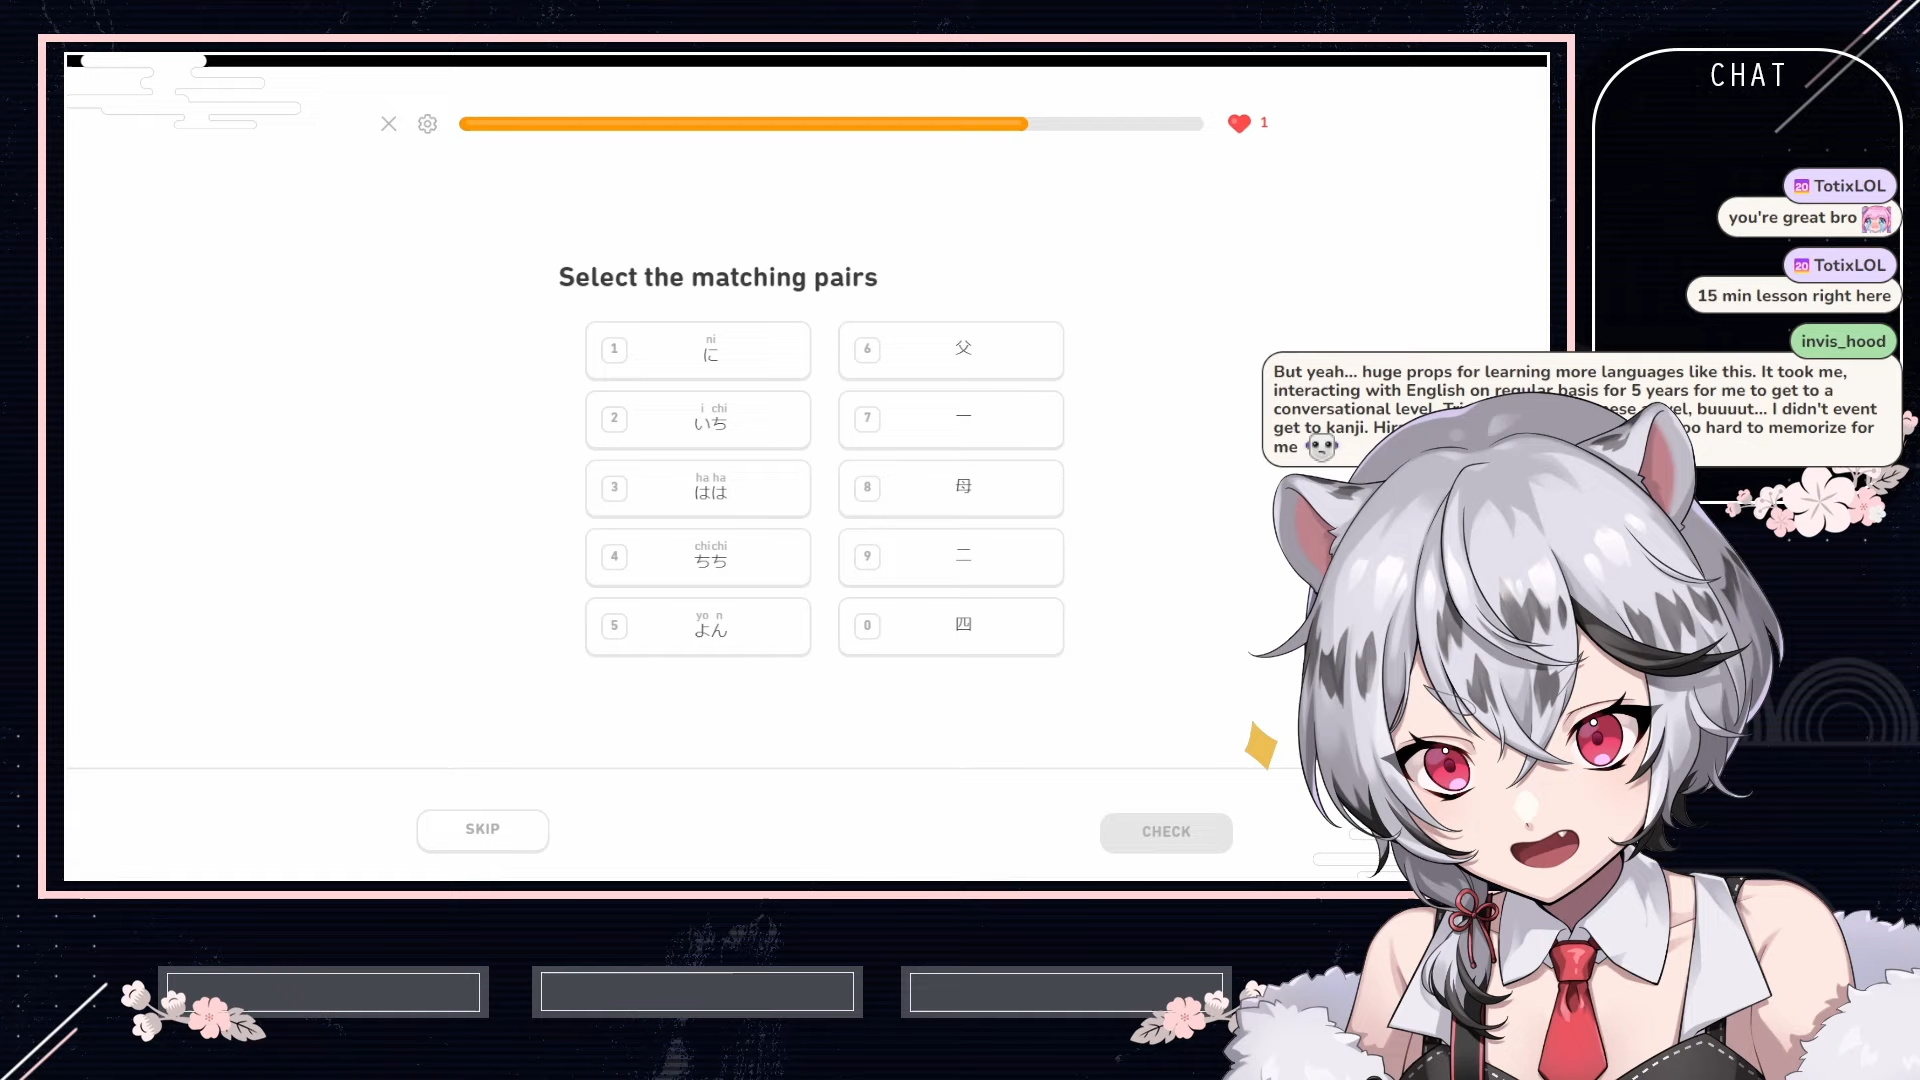 CHAT
1
TotixLOL
you're great bro
TotixLOL
15 min lesson right here
invis_hood
But yeah... huge props for learning more languages like this. It took me,
interacting with English on regular basis for 5 years for me to get to a
conversational level. ese vel, buuuut... I didn't event
get to kanji. oo hard to memorize for
me
Select the matching pairs
1 ni に
2 i chi いち
3 ha ha はは
4 chi chi ちち
5 yo n よん
6 父
7 一
8 母
9 二
0 四
SKIP
CHECK